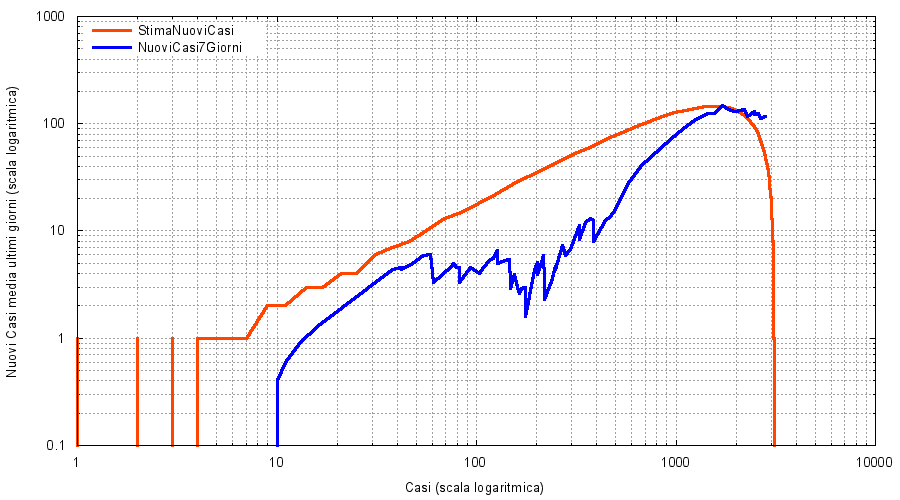 1000
StimaNuoviCasi
NuoviCasi7Giorni
100
10
1
0.1
1
10
100
1000
10000
Nuovi Casi media ultimi giorni (scala logaritmica)
Casi (scala logaritmica)